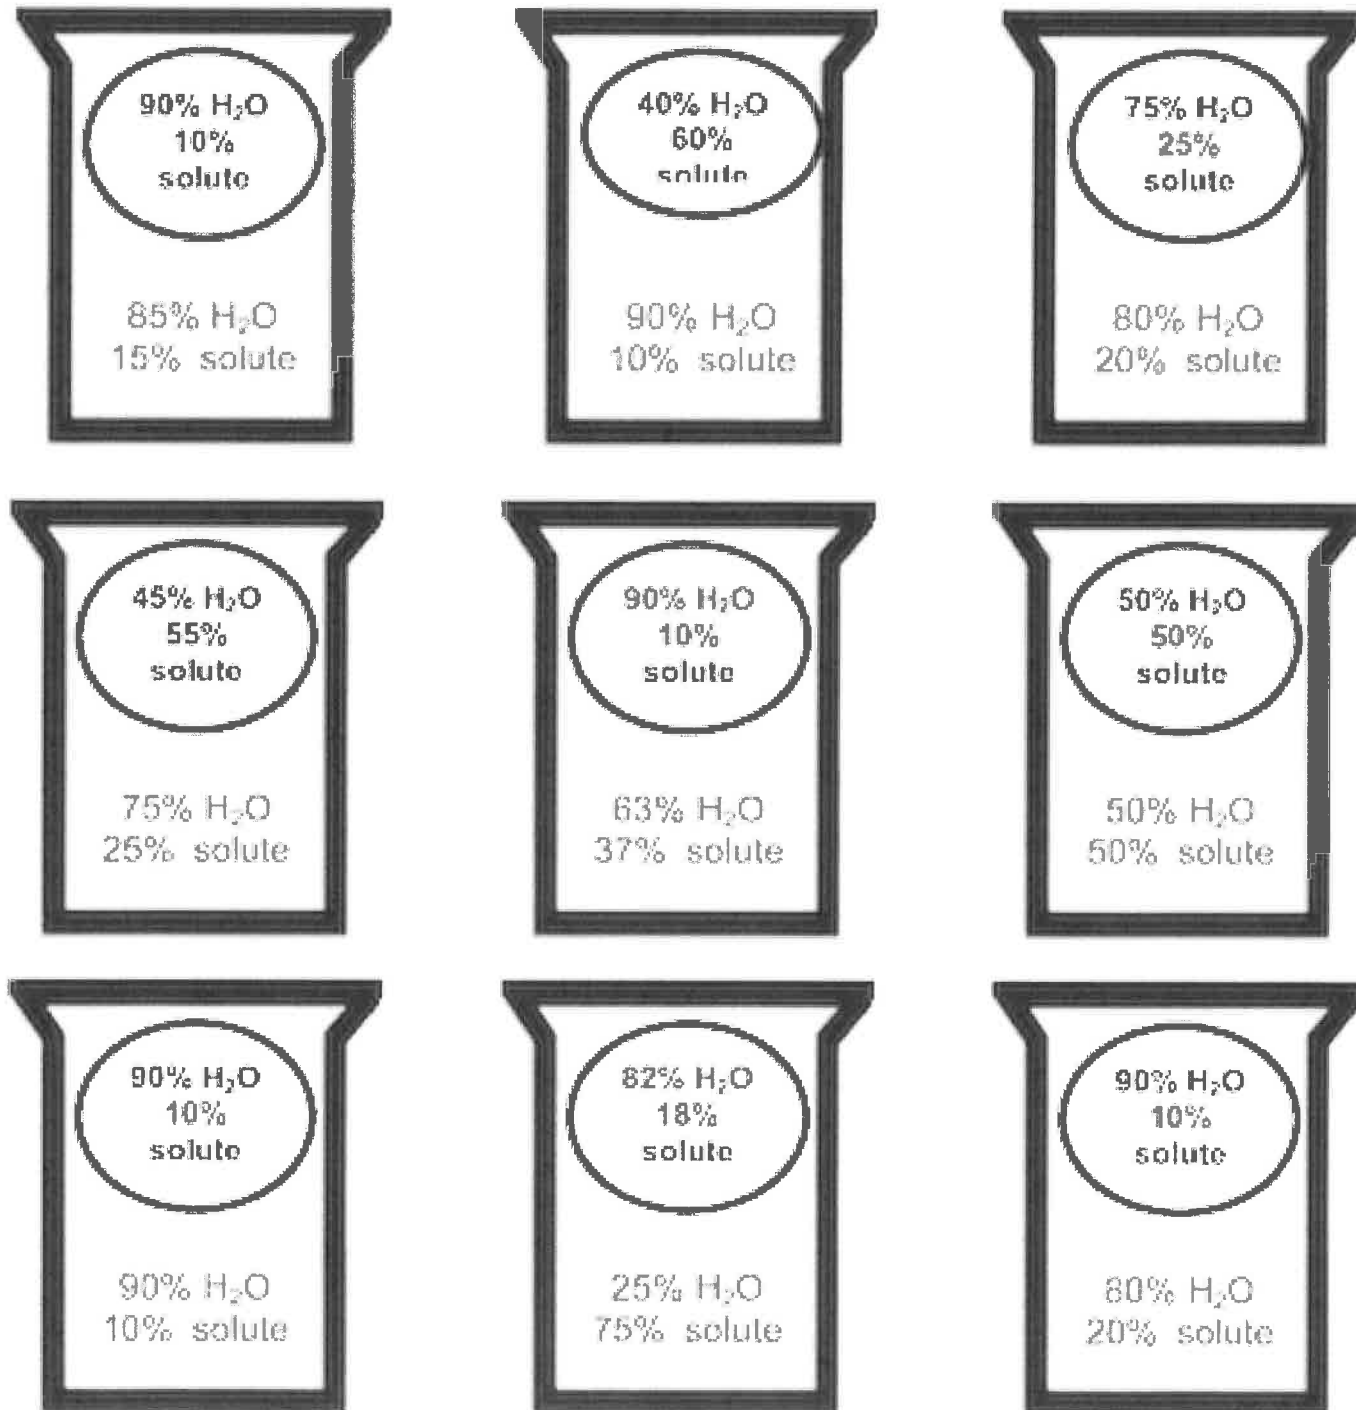 90% H₂O
10%
solute
85% H₂O
15% solute
40% H₂O
60%
solute
90% H₂O
10% solute
75% H₂O
25%
solute
80% H₂O
20% solute
45% H₂O
55%
solute
75% H₂O
25% solute
90% H₂O
10%
solute
63% H₂O
37% solute
50% H₂O
50%
solute
50% H₂O
50% solute
90% H₂O
10%
solute
90% H₂O
10% solute
82% H₂O
18%
solute
25% H₂O
75% solute
90% H₂O
10%
solute
80% H₂O
20% solute